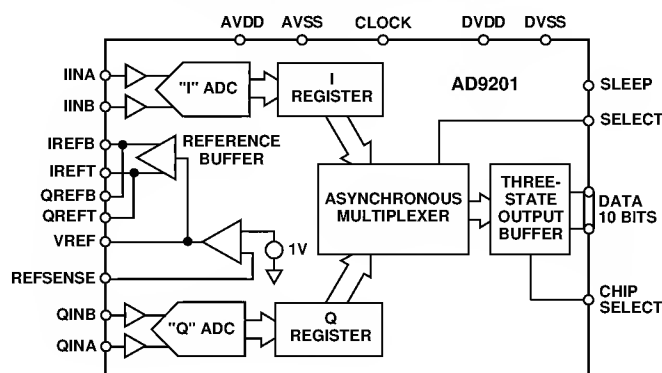 AVDD AVSS CLOCK DVDD DVSS
IINA
IINB
"I" ADC
I
REGISTER
AD9201
SLEEP
SELECT
IREFB
IREFT
QREFB
QREFT
VREF
REFSENSE
REFERENCE
BUFFER
1V
ASYNCHRONOUS
MULTIPLEXER
THREE-
STATE
OUTPUT
BUFFER
DATA
10 BITS
CHIP
SELECT
QINB
QINA
"Q" ADC
Q
REGISTER